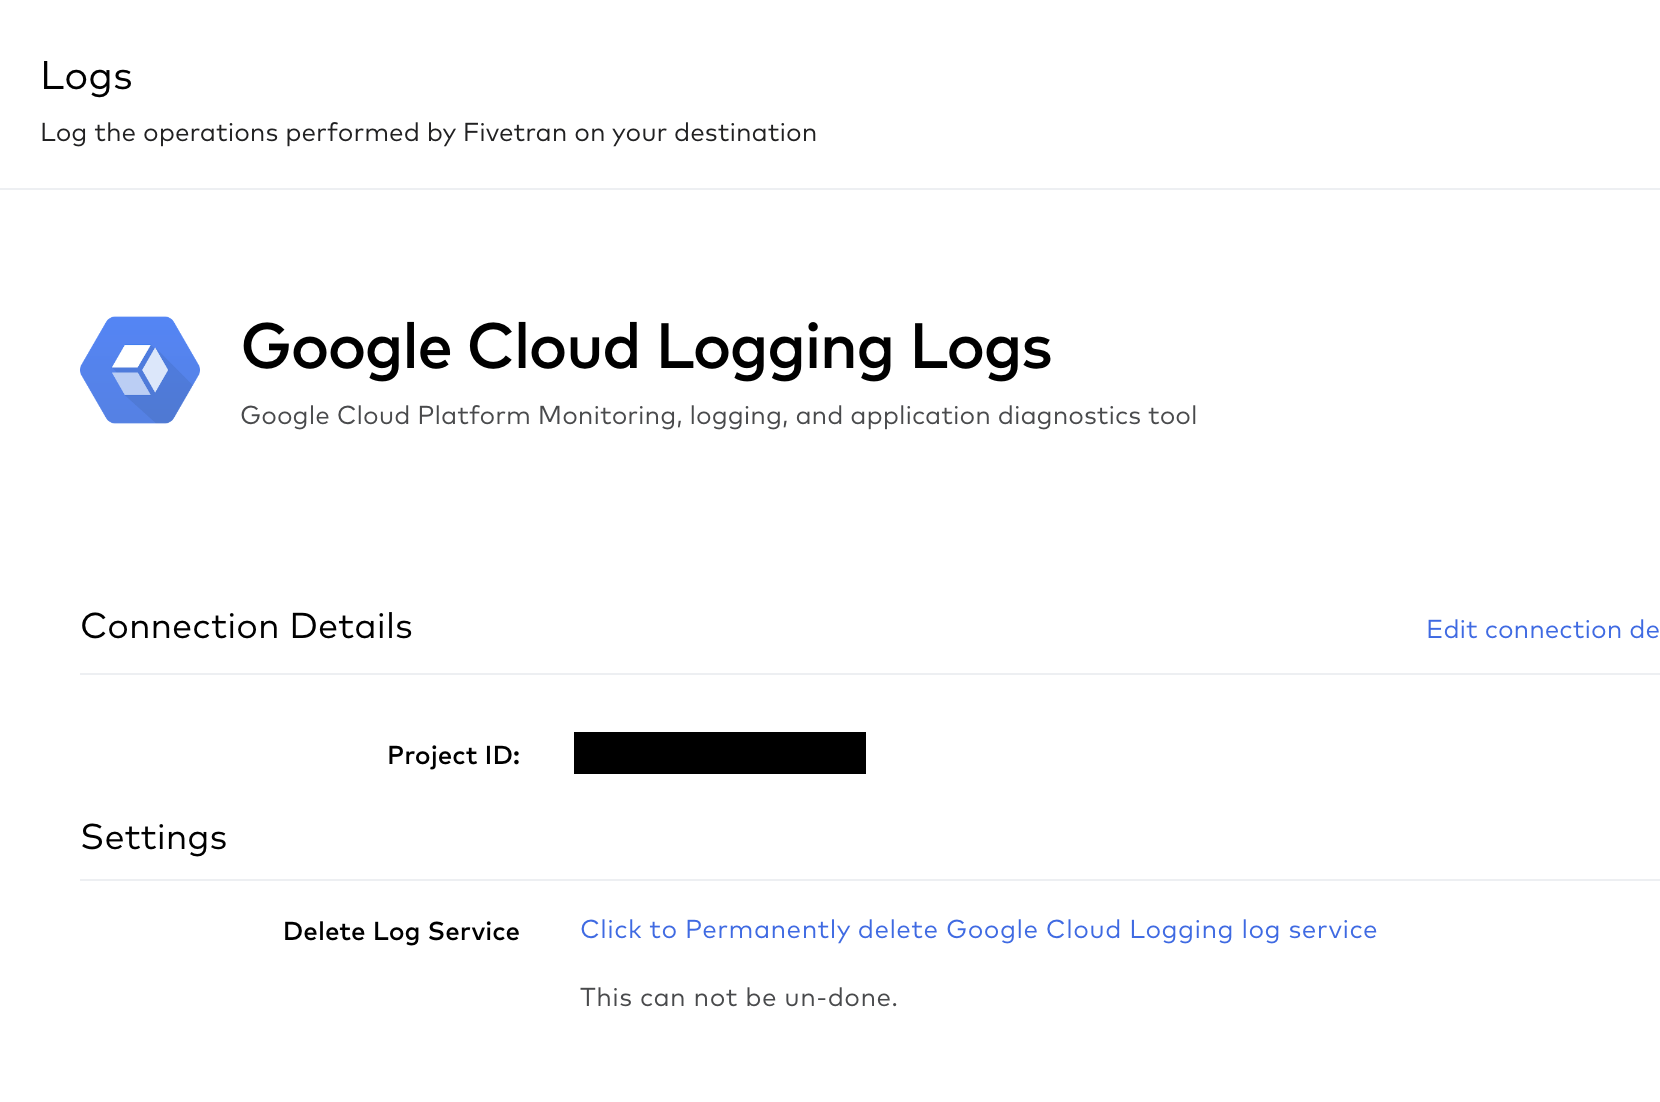 Logs
Log the operations performed by Fivetran on your destination
Google Cloud Logging Logs
Google Cloud Platform Monitoring, logging, and application diagnostics tool
Connection Details
Edit connection de
Project ID:
Settings
Delete Log Service
Click to Permanently delete Google Cloud Logging log service
This can not be un-done.